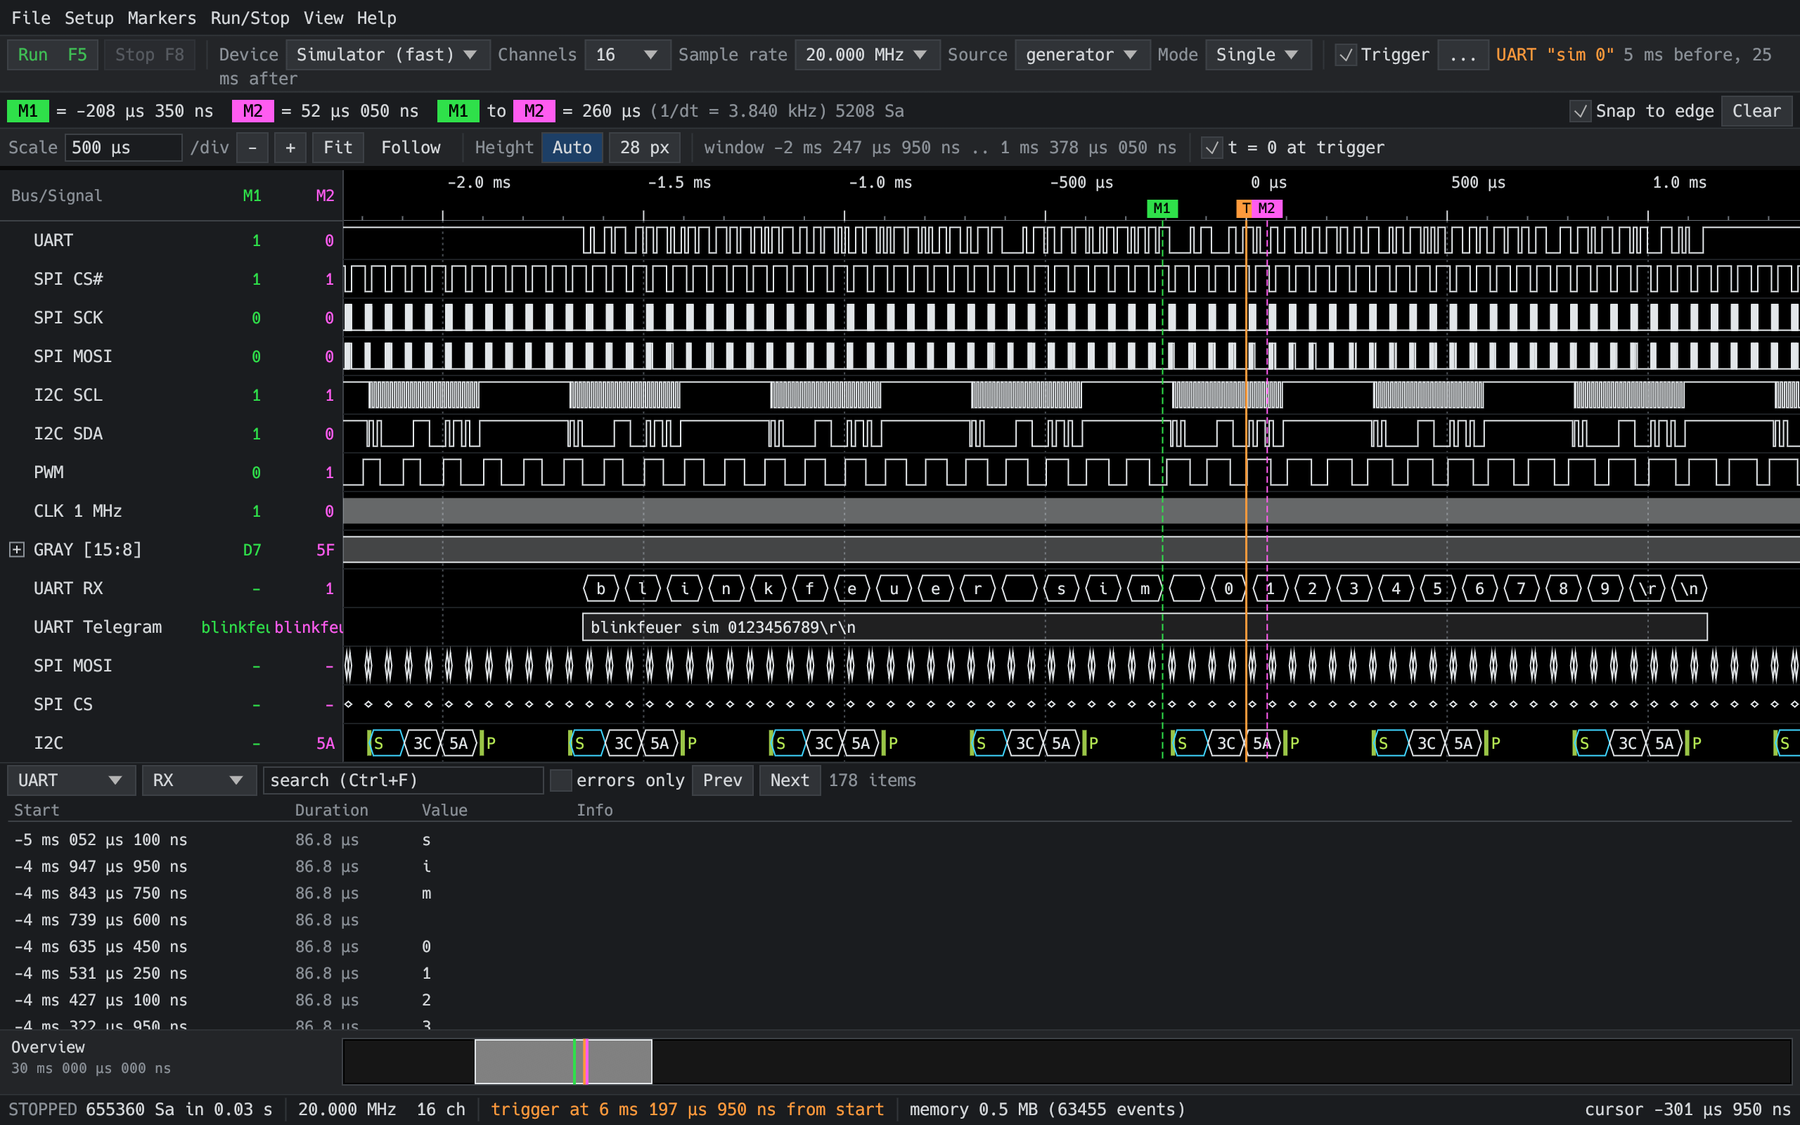 File Setup Markers Run/Stop View Help
Run F5 Stop F8 Device Simulator (fast) Channels 16 Sample rate 20.000 MHz Source generator Mode Single Trigger ... UART "sim 0" 5 ms before, 25
ms after
M1 = -208 µs 350 ns M2 = 52 µs 050 ns M1 to M2 = 260 µs (1/dt = 3.840 kHz) 5208 Sa Snap to edge Clear
Scale 500 µs /div - + Fit Follow Height Auto 28 px window -2 ms 247 µs 950 ns .. 1 ms 378 µs 050 ns t = 0 at trigger
Bus/Signal M1 M2 -2.0 ms -1.5 ms -1.0 ms -500 µs 0 µs 500 µs 1.0 ms
M1 T M2
UART 1 0
SPI CS# 1 1
SPI SCK 0 0
SPI MOSI 0 0
I2C SCL 1 1
I2C SDA 1 0
PWM 0 1
CLK 1 MHz 1 0
GRAY [15:8] D7 5F
UART RX - 1 b l i n k f e u e r s i m 0 1 2 3 4 5 6 7 8 9 \r \n
UART Telegram blinkfeu blinkfeu blinkfeuer sim 0123456789\r\n
SPI MOSI - -
SPI CS - -
I2C - 5A S 3C 5A P S 3C 5A P S 3C 5A P S 3C 5A P S 3C 5A P S 3C 5A P S 3C 5A P S
UART RX search (Ctrl+F) errors only Prev Next 178 items
Start Duration Value Info
-5 ms 052 µs 100 ns 86.8 µs s
-4 ms 947 µs 950 ns 86.8 µs i
-4 ms 843 µs 750 ns 86.8 µs m
-4 ms 739 µs 600 ns 86.8 µs
-4 ms 635 µs 450 ns 86.8 µs 0
-4 ms 531 µs 250 ns 86.8 µs 1
-4 ms 427 µs 100 ns 86.8 µs 2
-4 ms 322 µs 950 ns 86.8 µs 3
Overview
30 ms 000 µs 000 ns
STOPPED 655360 Sa in 0.03 s 20.000 MHz 16 ch trigger at 6 ms 197 µs 950 ns from start memory 0.5 MB (63455 events) cursor -301 µs 950 ns